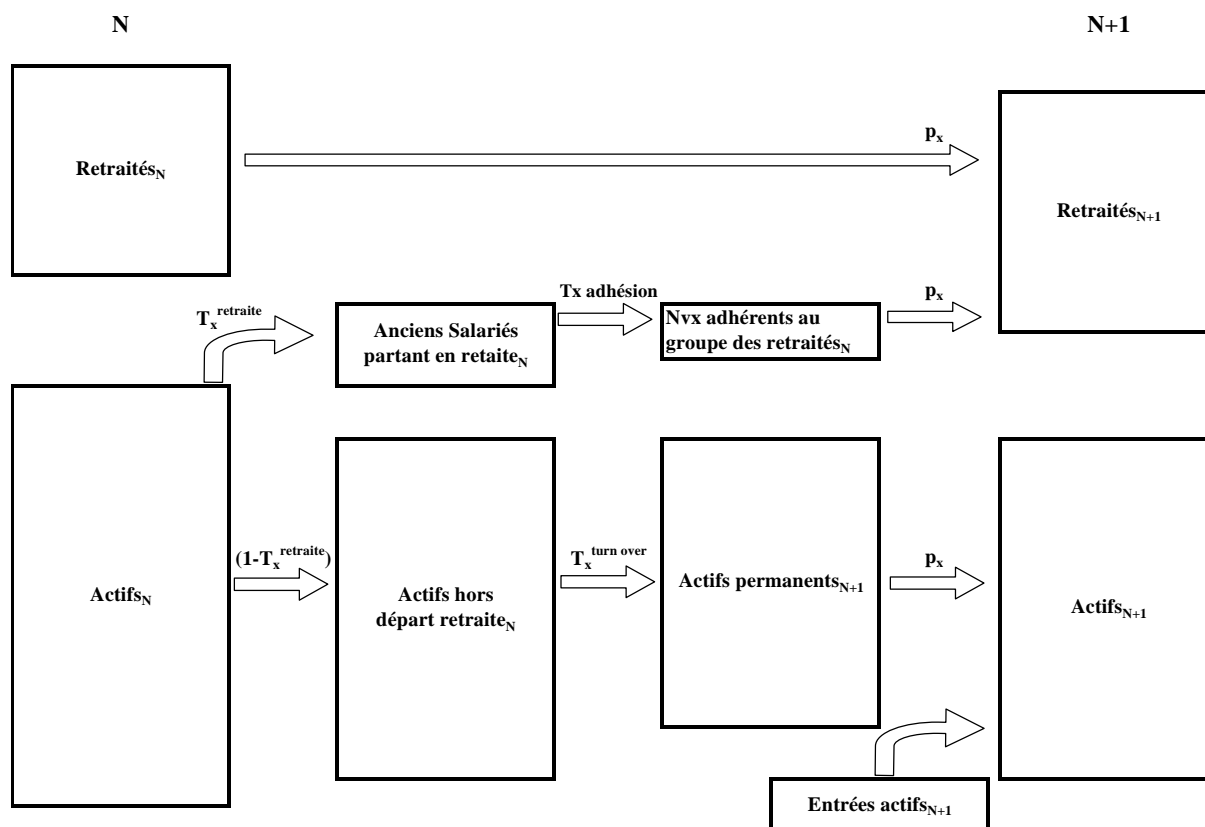 N
N+1
Retraités_N
p_x
Retraités_N+1
T_x^retraite
Tx adhésion
p_x
Anciens Salariés
partant en retaite_N
Nvx adhérents au
groupe des retraités_N
Actifs_N
(1-T_x^retraite)
Actifs hors
départ retraite_N
T_x^turn over
Actifs permanents_N+1
p_x
Actifs_N+1
Entrées actifs_N+1